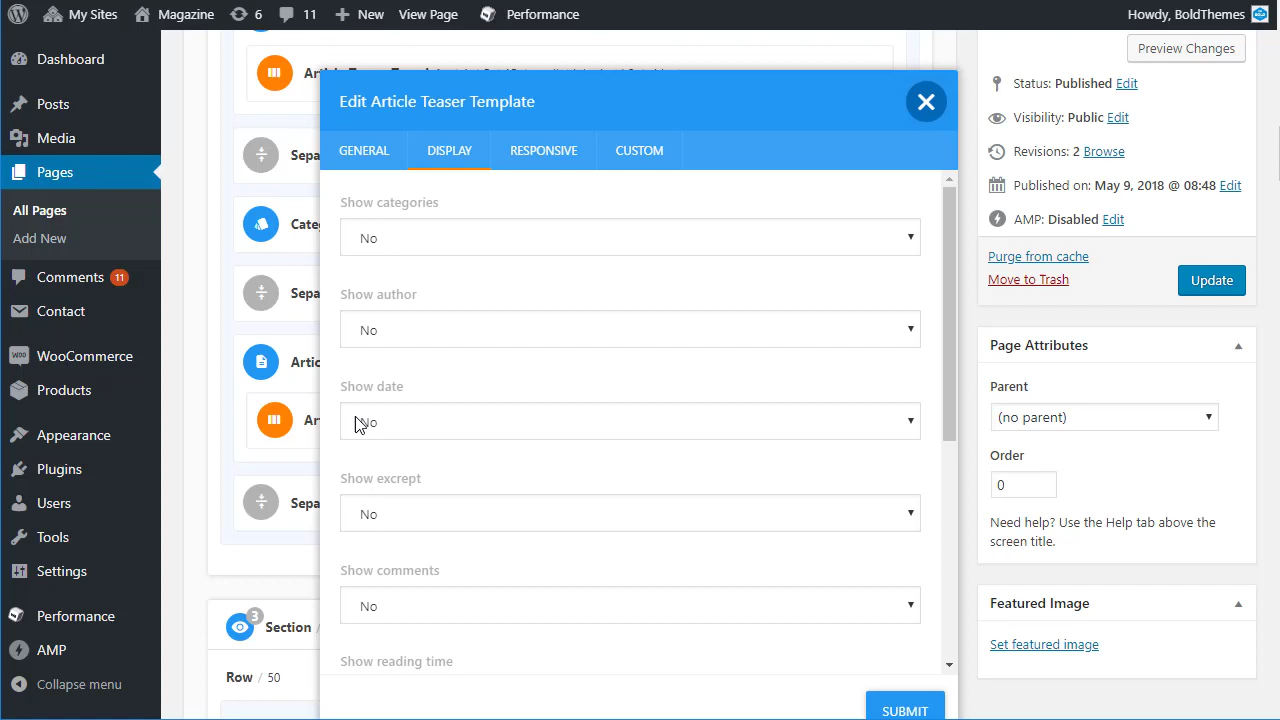 My Sites
Magazine
6
11
New
View Page
Performance
Howdy, BoldThemes
Dashboard
Posts
Media
Pages
All Pages
Add New
Comments 11
Contact
WooCommerce
Products
Appearance
Plugins
Users
Tools
Settings
Performance
AMP
Collapse menu
Sepa
Categ
Sepa
Artic
Ar
Sepa
3
Section /
Row / 50
Edit Article Teaser Template
GENERAL
DISPLAY
RESPONSIVE
CUSTOM
Show categories
No
Show author
No
Show date
No
Show excrept
No
Show comments
No
Show reading time
SUBMIT
Preview Changes
Status: Published Edit
Visibility: Public Edit
Revisions: 2 Browse
Published on: May 9, 2018 @ 08:48 Edit
AMP: Disabled Edit
Purge from cache
Move to Trash
Update
Page Attributes
Parent
(no parent)
Order
0
Need help? Use the Help tab above the
screen title.
Featured Image
Set featured image